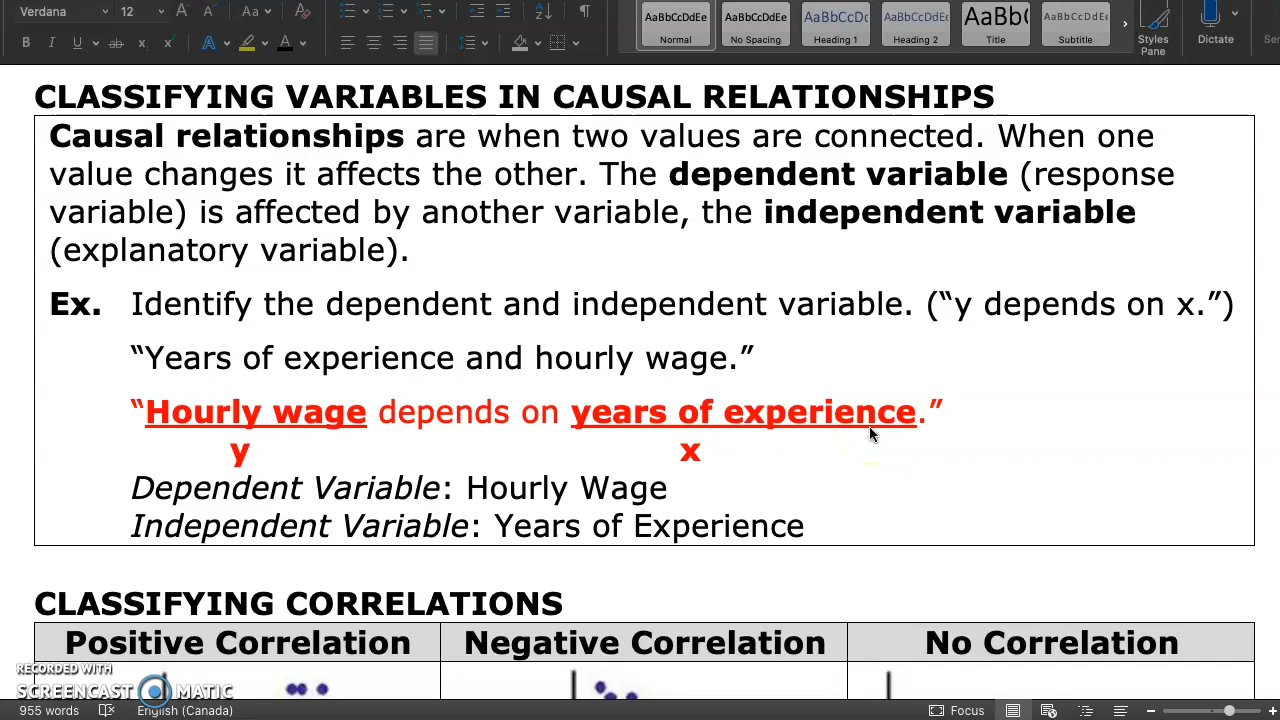 Verdana 12 Aa
AaBbCcDdEe AaBbCcDdEe AaBbCcDc AaBbCcDdEe AaBb( AaBbCcDdEe
Normal No Spacing Heading 1 Heading 2 Title Subtitle Styles Pane Dictate
B I U ab x x A A
CLASSIFYING VARIABLES IN CAUSAL RELATIONSHIPS
Causal relationships are when two values are connected. When one
value changes it affects the other. The dependent variable (response
variable) is affected by another variable, the independent variable
(explanatory variable).
Ex. Identify the dependent and independent variable. (“y depends on x.”)
“Years of experience and hourly wage.”
“Hourly wage depends on years of experience.”
y x
Dependent Variable: Hourly Wage
Independent Variable: Years of Experience
CLASSIFYING CORRELATIONS
Positive Correlation Negative Correlation No Correlation
RECORDED WITH
SCREENCAST MATIC
955 words English (Canada) Focus